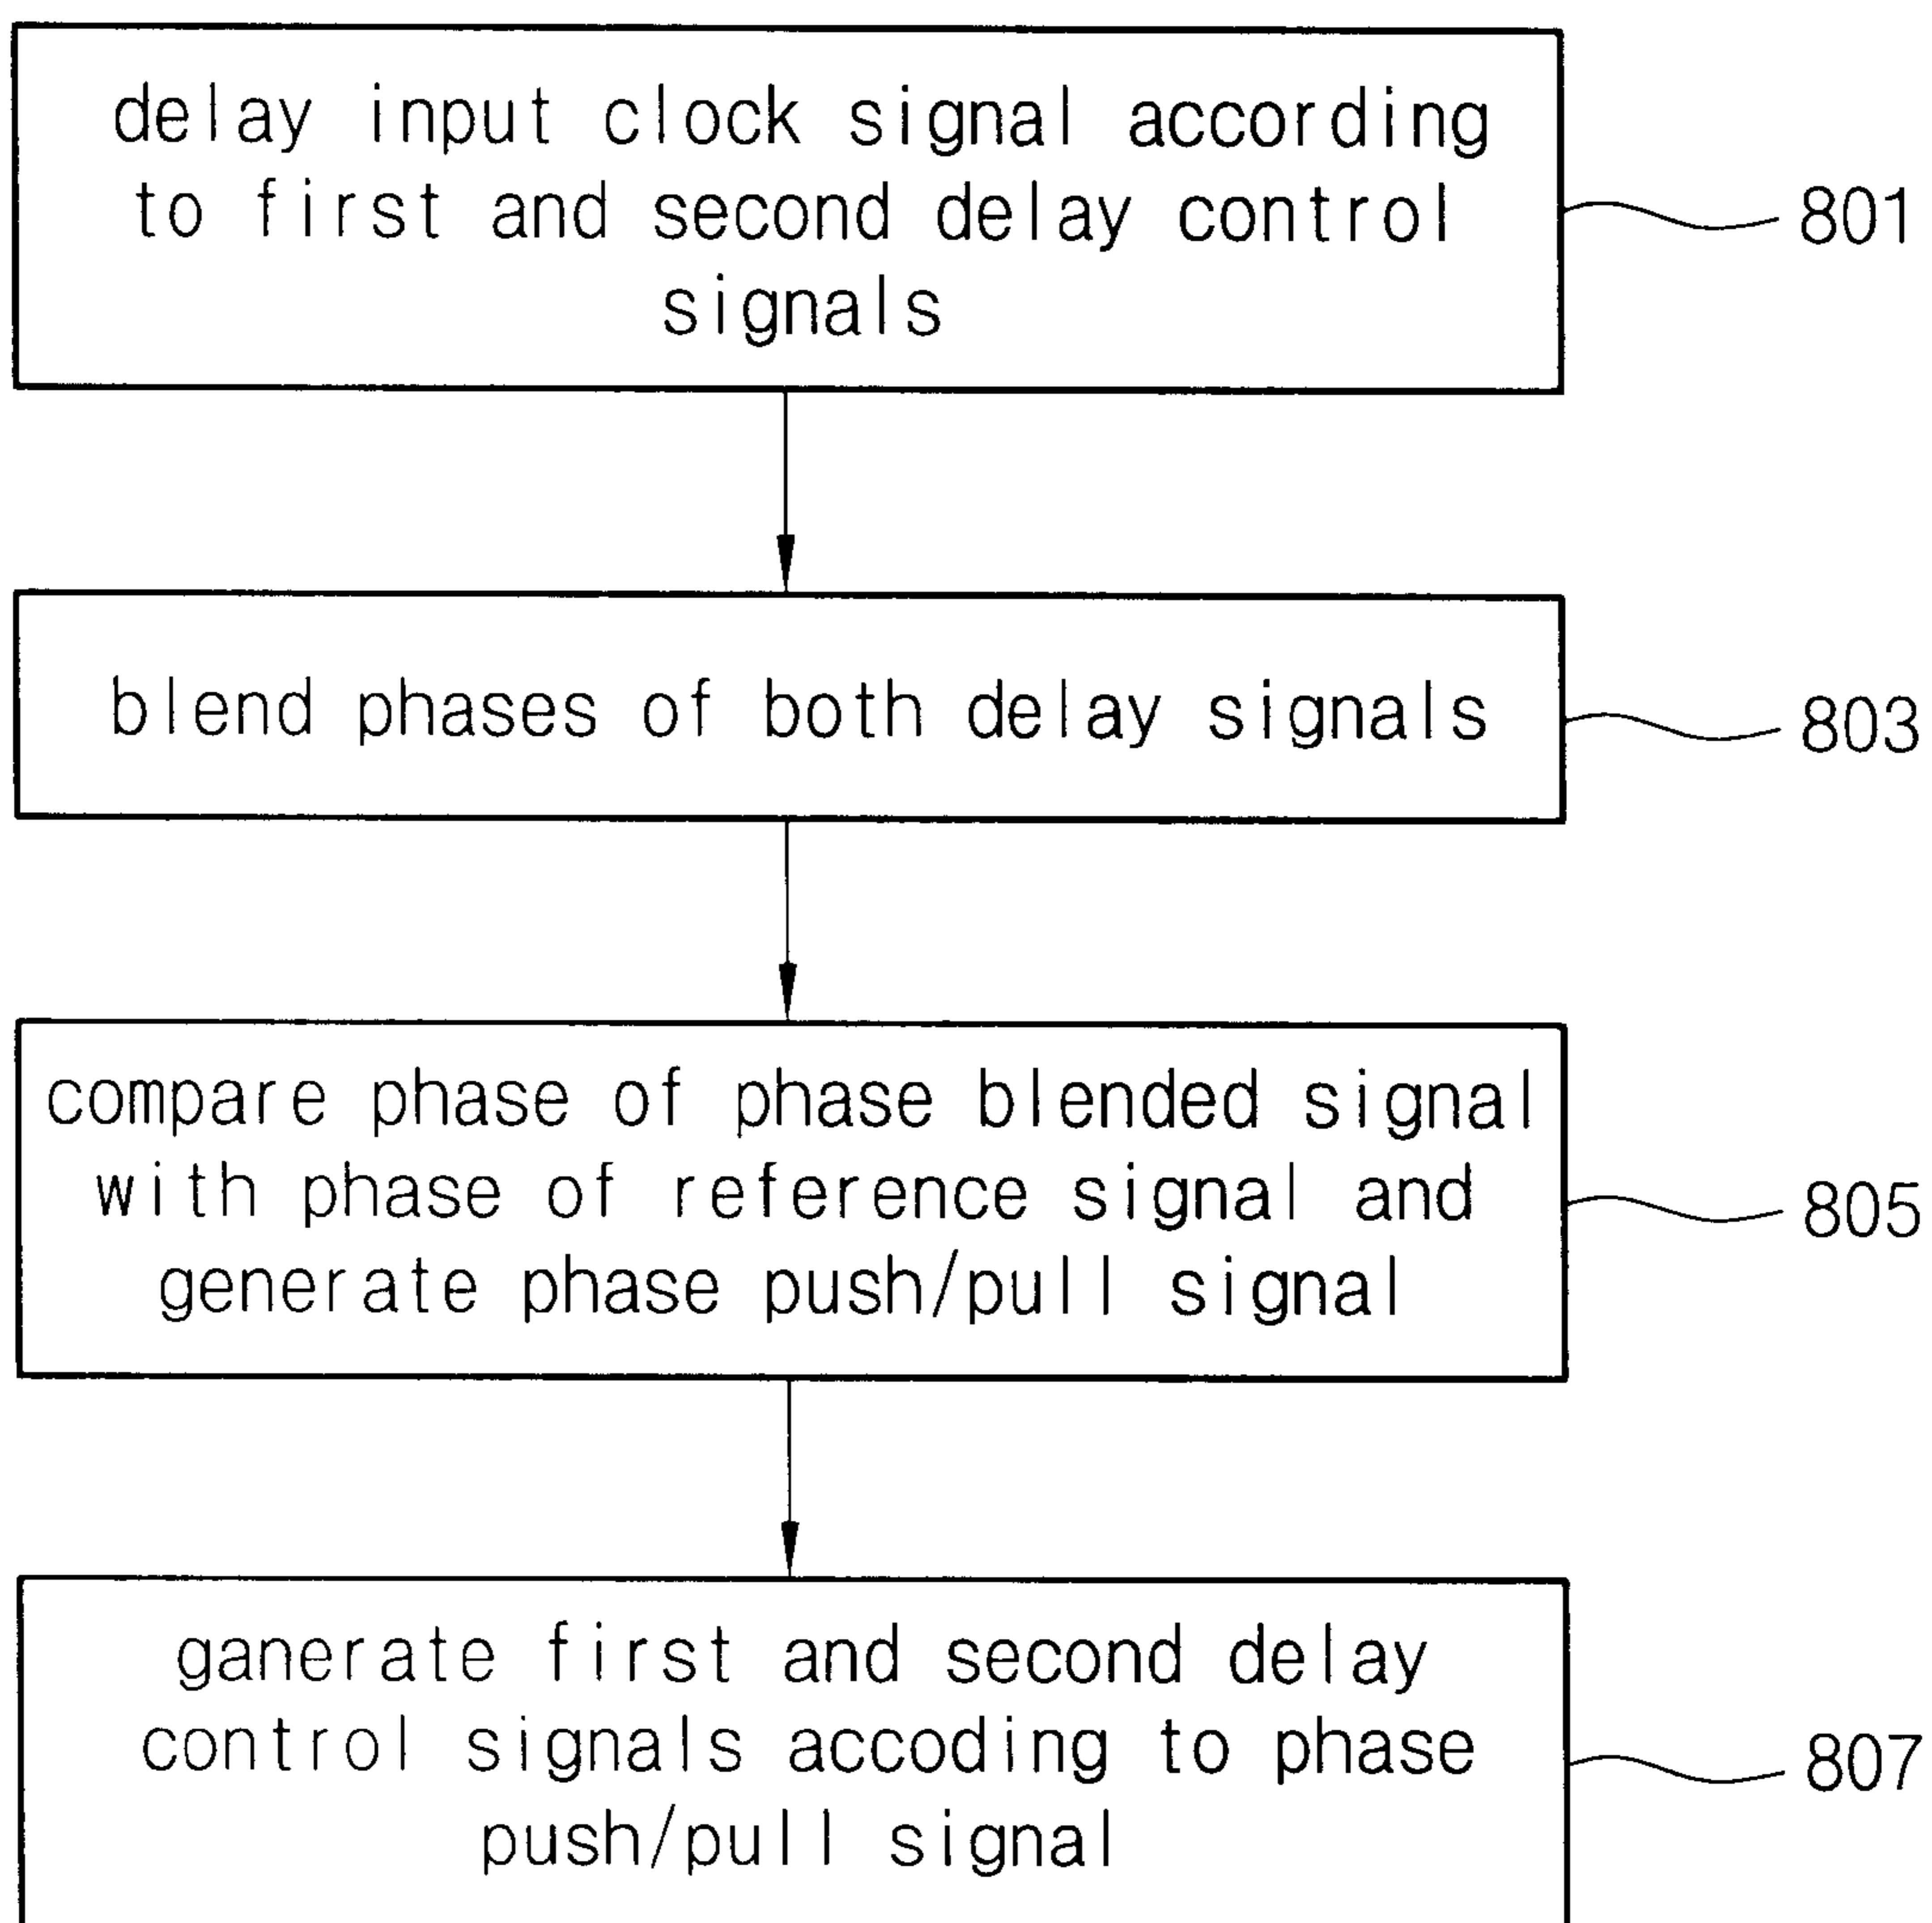 delay input clock signal according
to first and second delay control
signals
801
blend phases of both delay signals
803
compare phase of phase blended signal
with phase of reference signal and
generate phase push/pull signal
805
ganerate first and second delay
control signals accoding to phase
push/pull signal
807